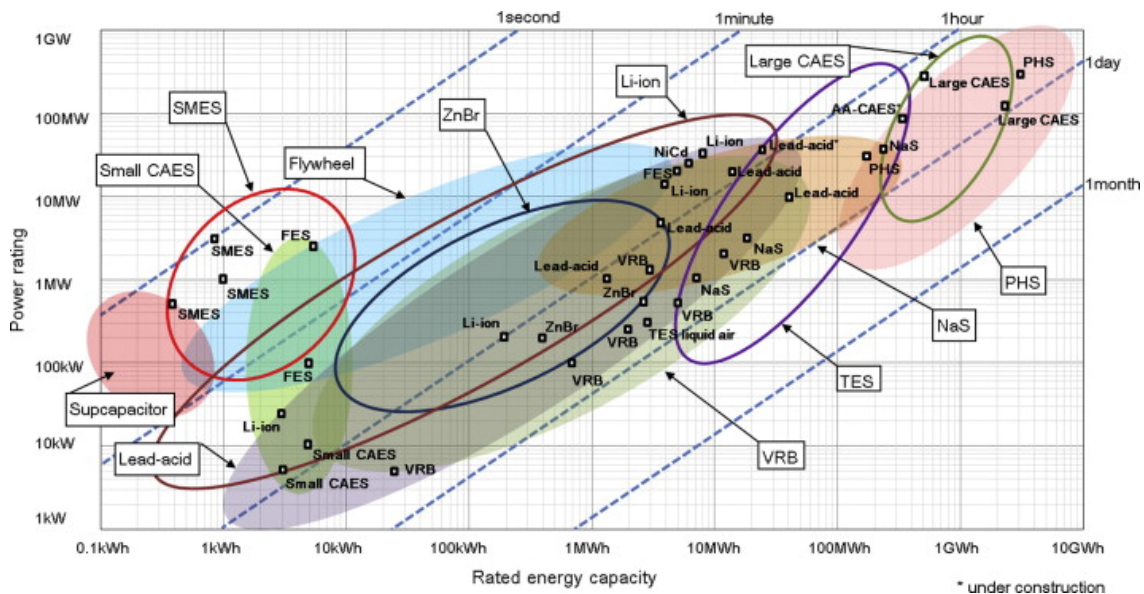 1second
1minute
1hour
1GW
Large CAES
PHS
1day
Li-ion
Large CAES
SMES
ZnBr
AA-CAES*
Large CAES
100MW
Li-ion
Lead-acid*
Small CAES
Flywheel
NiCd
NaS
FES
Lead-acid
PHS
Li-ion
Lead-acid
1month
10MW
FES
Lead-acid
SMES
NaS
VRB
VRB
Lead-acid
1MW
SMES
ZnBr
NaS
PHS
SMES
VRB
NaS
Li-ion
ZnBr
VRB
TES liquid air
100kW
FES
VRB
TES
Supcapacitor
Li-ion
Lead-acid
10kW
Small CAES
VRB
VRB
Small CAES
1kW
0.1kWh
1kWh
10kWh
100kWh
1MWh
10MWh
100MWh
1GWh
10GWh
Power rating
Rated energy capacity
* under construction